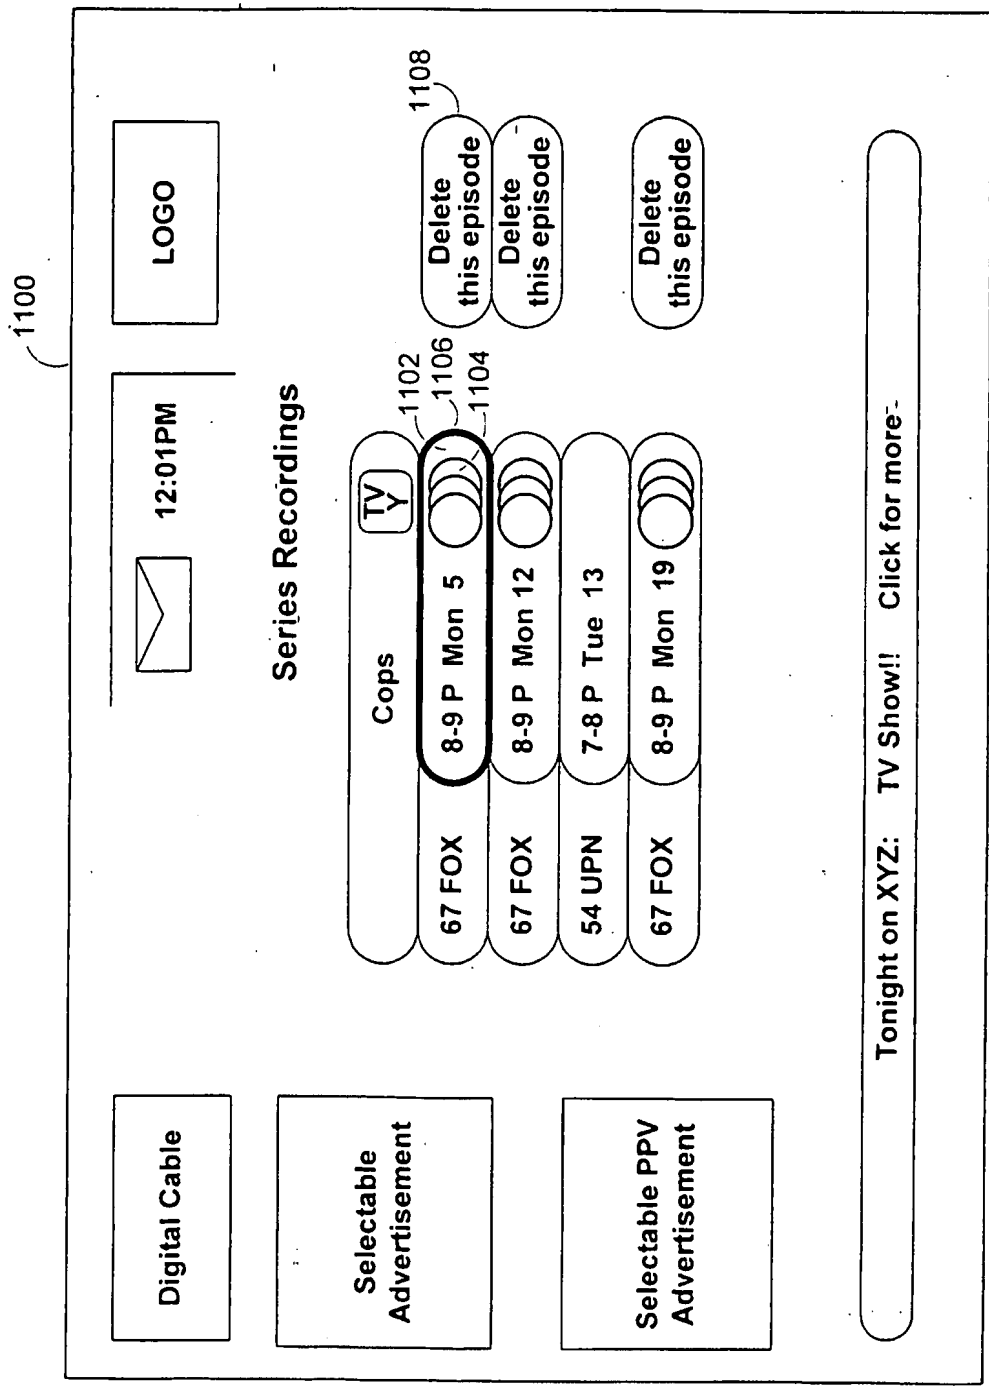 1100
Digital Cable
12:01PM
LOGO
Series Recordings
Selectable
Advertisement
Selectable PPV
Advertisement
Cops
TV
Y
1102
1106
1104
1108
67 FOX 8-9 P Mon 5
Delete
this episode
67 FOX 8-9 P Mon 12
Delete
this episode
54 UPN 7-8 P Tue 13
67 FOX 8-9 P Mon 19
Delete
this episode
Tonight on XYZ: TV Show!! Click for more